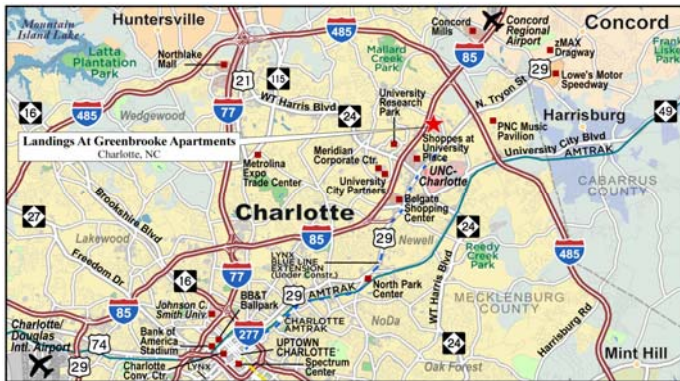 Mountain
Island Lake
Huntersville
Concord
Mills
Concord
Regional
Airport
Concord
Latta
Plantation
Park
Northlake
Mall
485
Mallard
Creek Park
85
zMAX
Dragway
29
Lowe's Motor
Speedway
21
115
77
WT Harris Blvd
24
University
Research
Park
N. Tryon St
Harrisburg
49
16
485
Wedgewood
Landings At Greenbrooke Apartments
Charlotte, NC
Shoppes at
University
Place
PNC Music
Pavilion
University City Blvd
AMTRAK
Metrolina
Expo
Trade Center
Meridian
Corporate Ctr.
University
City Partners
UNC-
Charlotte
Belgate
Shopping
Center
CABARRUS
COUNTY
27
Brookshire Blvd
Charlotte
85
29
24
Newell
Reedy
Creek
Park
485
Lakewood
Freedom Dr
77
LYNX
BLUE LINE
EXTENSION
(Under Constr.)
16
BB&T
Ballpark
29
AMTRAK
North Park
Center
WT Harris Blvd
MECKLENBURG
COUNTY
Harrisburg Rd
85
Johnson C.
Smith Univ.
277
CHARLOTTE
AMTRAK
NoDa
Charlotte/
Douglas
Intl. Airport
74
29
Bank of
America
Stadium
UPTOWN
CHARLOTTE
24
Mint Hill
Charlotte
Conv. Ctr.
LYNX
Spectrum
Center
Oak Forest